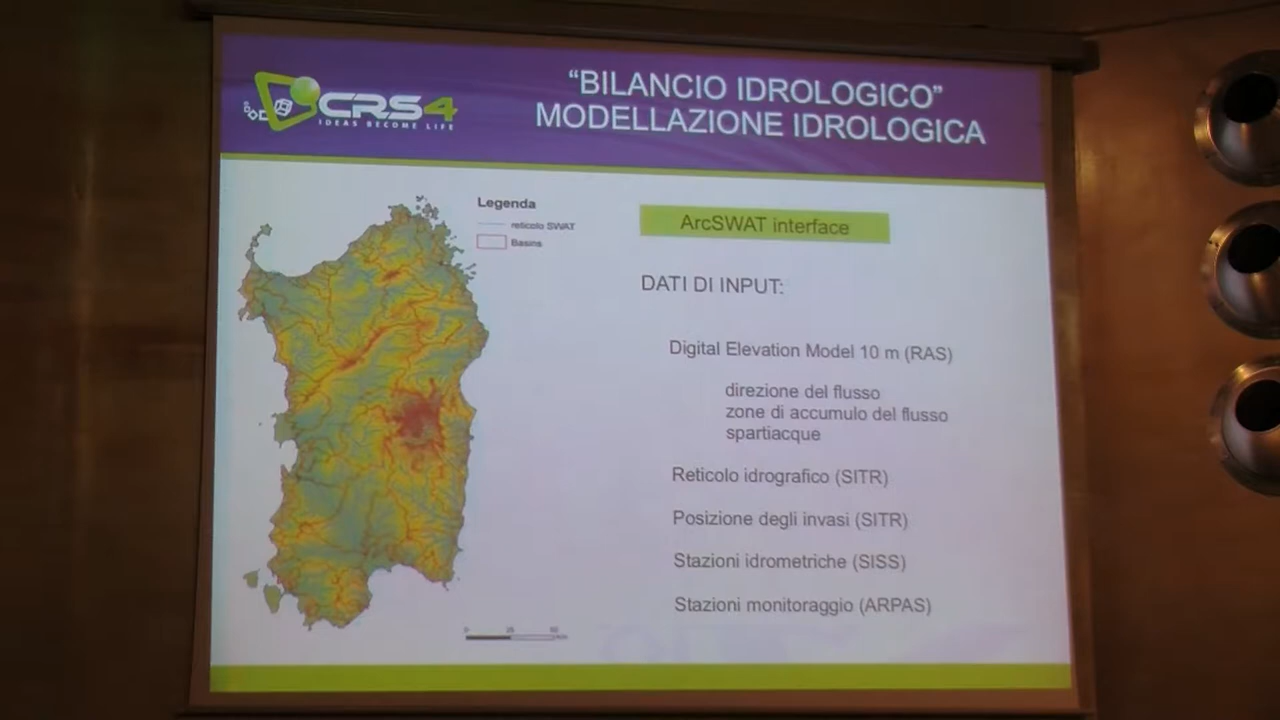 CRS4
IDEAS BECOME LIFE
“BILANCIO IDROLOGICO”
MODELLAZIONE IDROLOGICA
Legenda
reticolo SWAT
Basins
ArcSWAT interface
DATI DI INPUT:
Digital Elevation Model 10 m (RAS)
direzione del flusso
zone di accumulo del flusso
spartiacque
Reticolo idrografico (SITR)
Posizione degli invasi (SITR)
Stazioni idrometriche (SISS)
Stazioni monitoraggio (ARPAS)